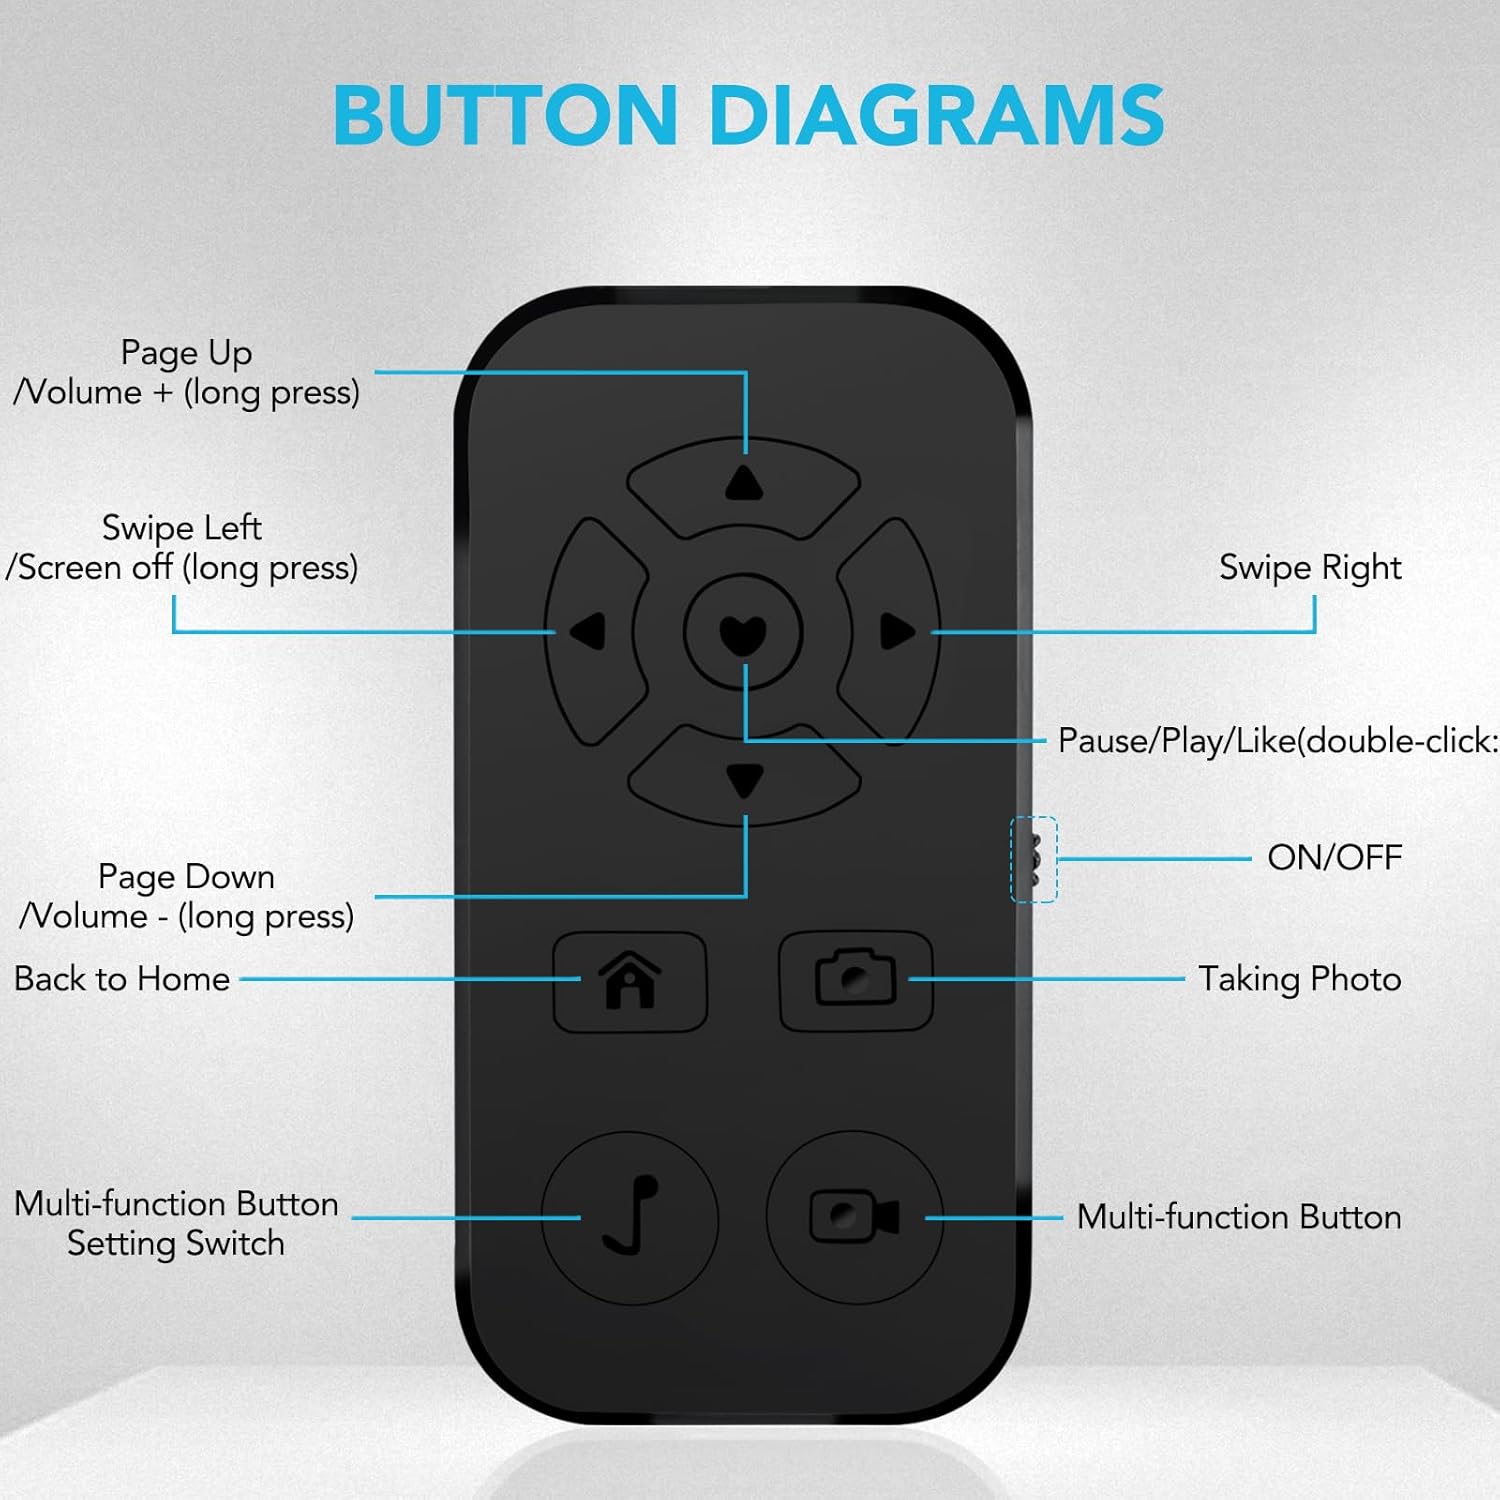 BUTTON DIAGRAMS
Page Up
/Volume + (long press)
Swipe Left
/Screen off (long press)
Swipe Right
Pause/Play/Like(double-click:
ON/OFF
Page Down
/Volume - (long press)
Back to Home
Taking Photo
Multi-function Button
Setting Switch
Multi-function Button